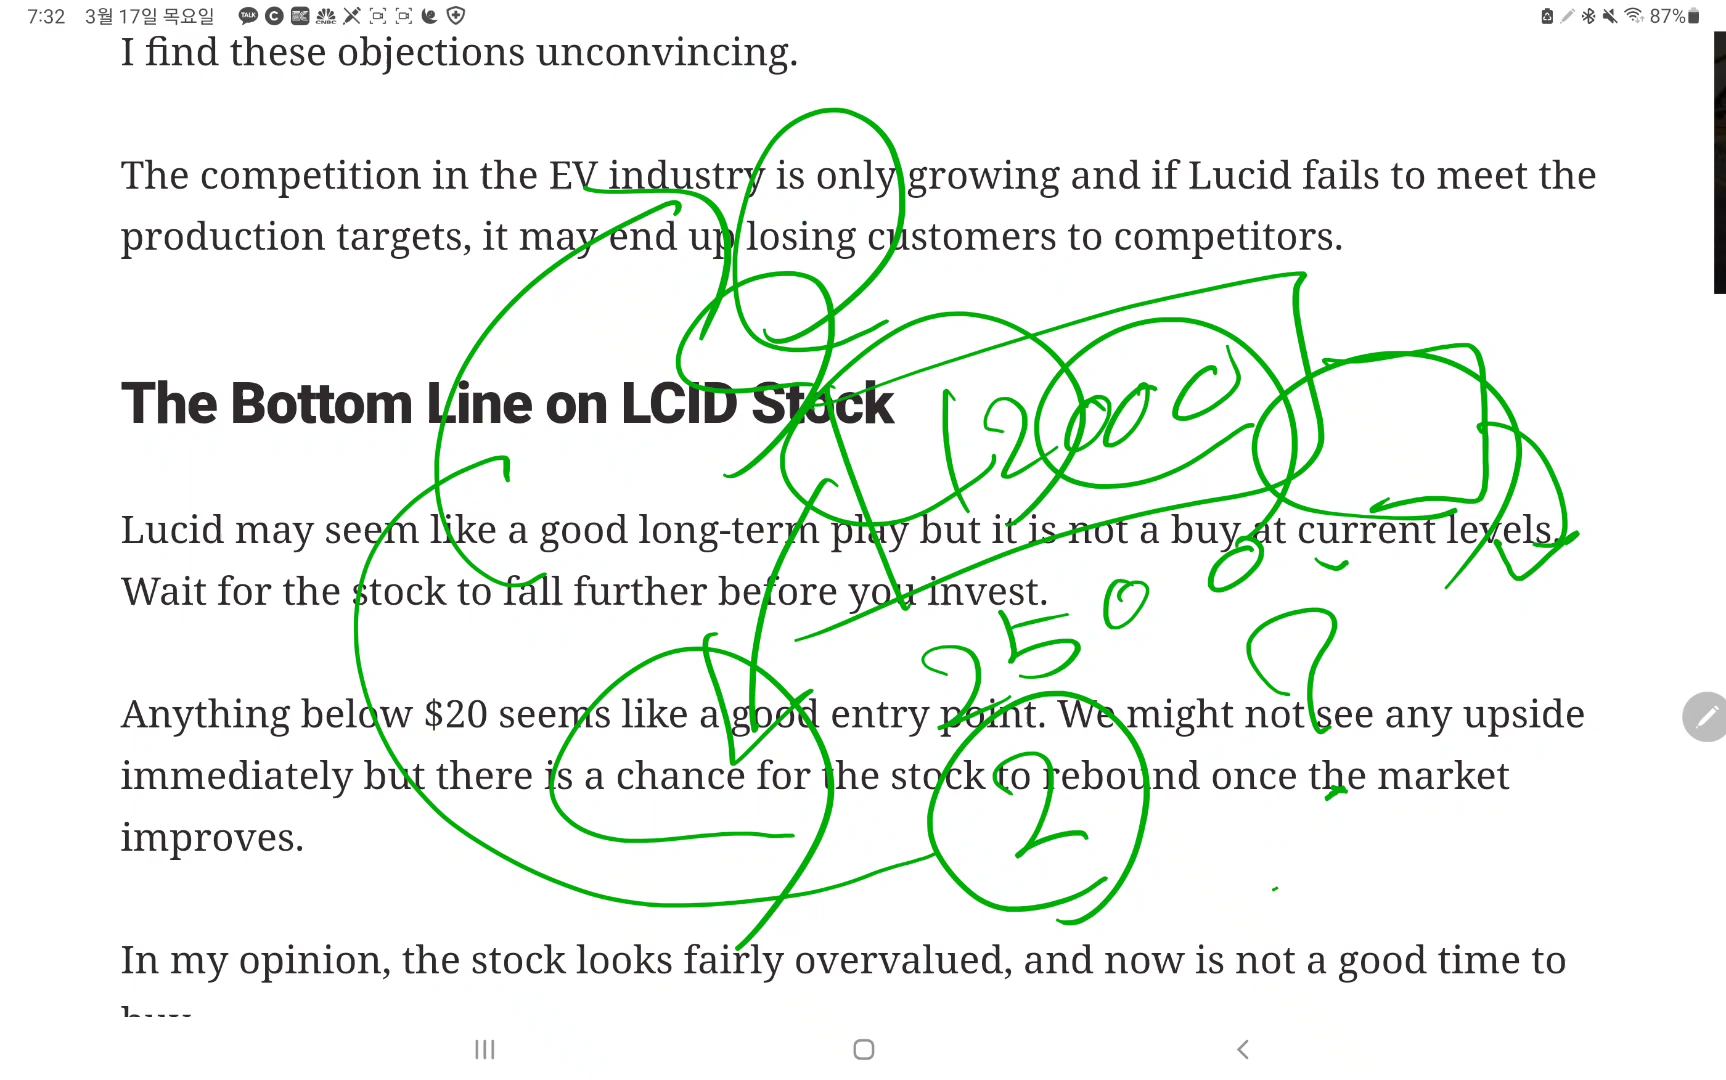 7:32 3월 17일 목요일 87%
I find these objections unconvincing.
The competition in the EV industry is only growing and if Lucid fails to meet the
production targets, it may end up losing customers to competitors.
The Bottom Line on LCID Stock
12000
Lucid may seem like a good long-term play but it is not a buy at current levels.
Wait for the stock to fall further before you invest.
2500
?
Anything below $20 seems like a good entry point. We might not see any upside
immediately but there is a chance for the stock to rebound once the market
2
improves.
In my opinion, the stock looks fairly overvalued, and now is not a good time to